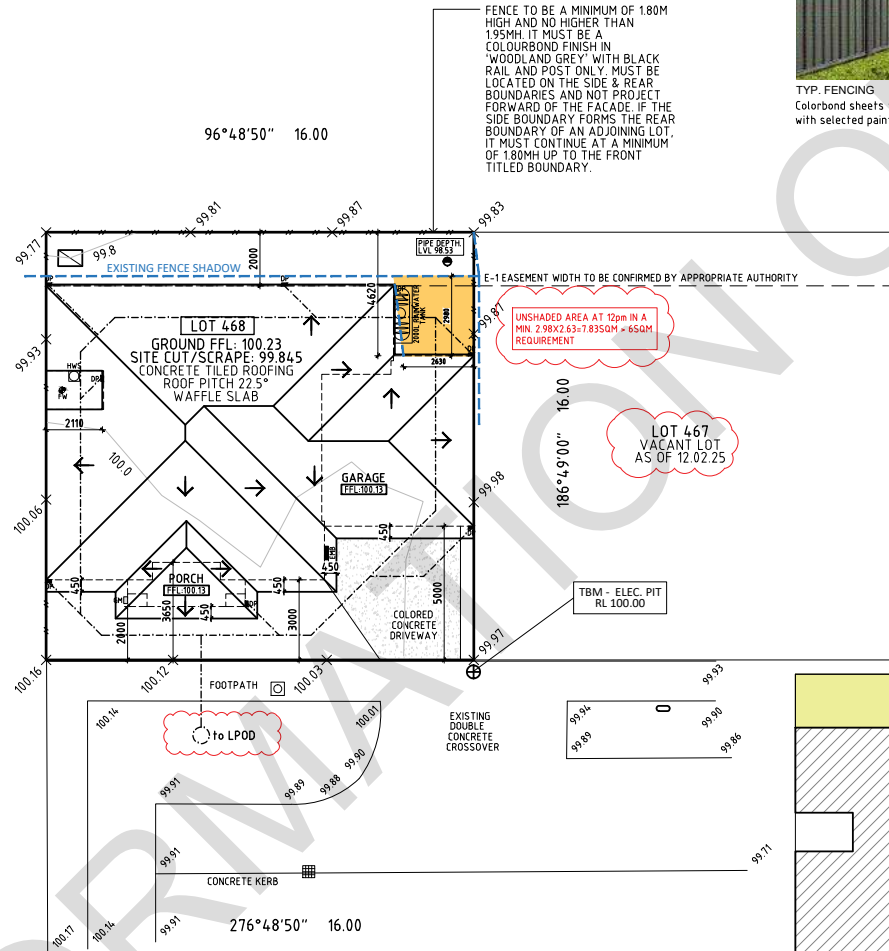 FENCE TO BE A MINIMUM OF 1.80M
HIGH AND NO HIGHER THAN
1.95MH. IT MUST BE A
COLOURBOND FINISH IN
'WOODLAND GREY' WITH BLACK
RAIL AND POST ONLY. MUST BE
LOCATED ON THE SIDE & REAR
BOUNDARIES AND NOT PROJECT
FORWARD OF THE FACADE. IF THE
SIDE BOUNDARY FORMS THE REAR
BOUNDARY OF AN ADJOINING LOT,
IT MUST CONTINUE AT A MINIMUM
OF 1.80MH UP TO THE FRONT
TITLED BOUNDARY.
TYP. FENCING
Colorbond sheets
with selected pain
96°48'50" 16.00
99.77
99.81
99.87
99.83
99.8
2000
PIPE DEPTH.
LVL 98.53
EXISTING FENCE SHADOW
E-1 EASEMENT WIDTH TO BE CONFIRMED BY APPROPRIATE AUTHORITY
4620
2000L RAINWATER
TANK
2980
2630
99.87
UNSHADED AREA AT 12pm IN A
MIN. 2.98X2.63=7.83SQM = 6SQM
REQUIREMENT
LOT 468
GROUND FFL: 100.23
SITE CUT/SCRAPE: 99.845
CONCRETE TILED ROOFING
ROOF PITCH 22.5°
WAFFLE SLAB
99.93
HWS
DP
FW
2110
100.0
186°49'00" 16.00
LOT 467
VACANT LOT
AS OF 12.02.25
GARAGE
FFL:100.13
99.98
100.06
450
EMB
450
PORCH
FFL:100.13
450
450
450
DP
2000
3650
3000
5000
COLORED
CONCRETE
DRIVEWAY
TBM - ELEC. PIT
RL 100.00
99.97
100.16
100.12
100.03
99.93
FOOTPATH
100.14
100.01
to LPOD
EXISTING
DOUBLE
CONCRETE
CROSSOVER
99.94
99.90
99.89
99.86
99.90
99.88
99.89
99.91
99.91
99.71
CONCRETE KERB
99.91
100.17
100.14
276°48'50" 16.00
ORMATION O